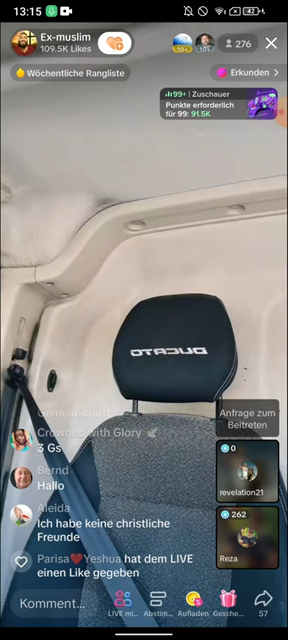 13:15
42
Ex-muslim
109.5K Likes
10+
10+
276
Wöchentliche Rangliste
Erkunden >
99+ | Zuschauer
Punkte erforderlich
für 99: 91.5K
DUCATO
Crowned with Glory
3 Gs
Bernd
Hallo
Aleida
Ich habe keine christliche
Freunde
Parisa❤️Yeshua hat dem LIVE
einen Like gegeben
Anfrage zum
Beitreten
0
revelation21
262
Reza
Komment...
LIVE mi...
Abstim...
Aufladen
Gesche...
57